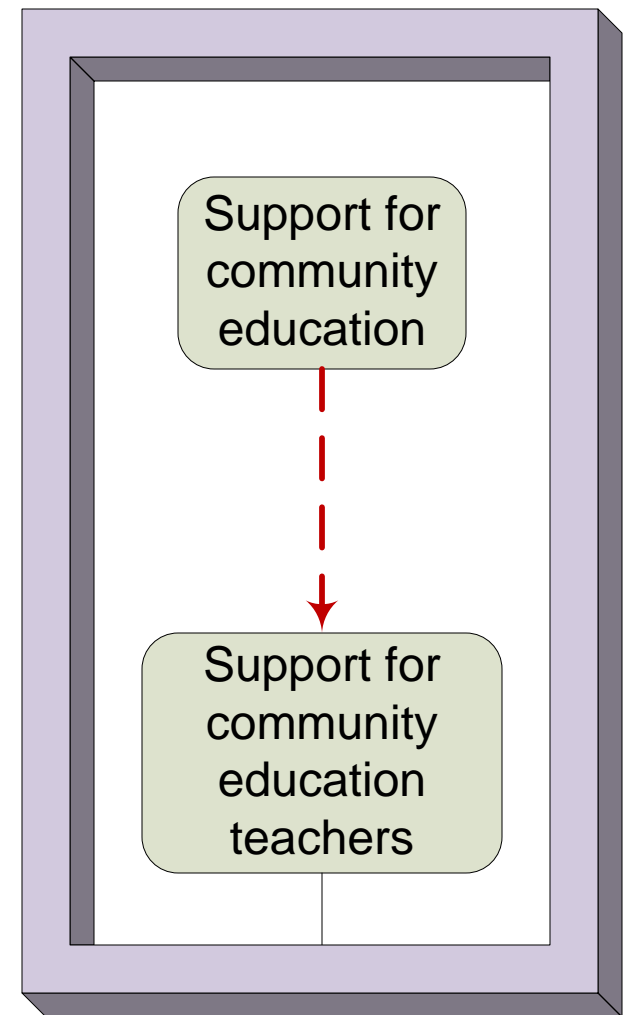 Support for
community
education
Support for
community
education
teachers